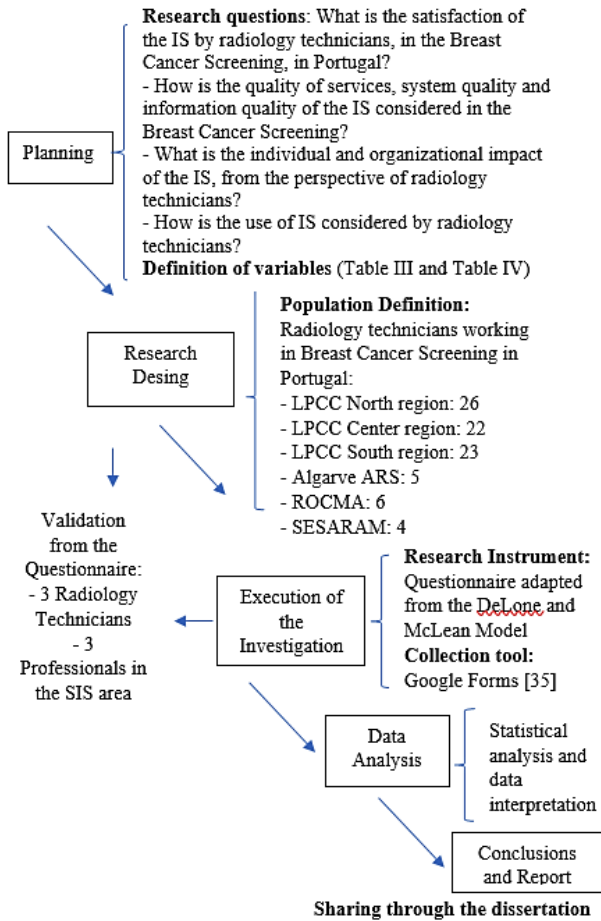 Research questions: What is the satisfaction of
the IS by radiology technicians, in the Breast
Cancer Screening, in Portugal?
- How is the quality of services, system quality and
information quality of the IS considered in the
Breast Cancer Screening?
- What is the individual and organizational impact
of the IS, from the perspective of radiology
technicians?
- How is the use of IS considered by radiology
technicians?
Definition of variables (Table III and Table IV)
Planning
Population Definition:
Radiology technicians working
in Breast Cancer Screening in
Portugal:
- LPCC North region: 26
- LPCC Center region: 22
- LPCC South region: 23
- Algarve ARS: 5
- ROCMA: 6
- SESARAM: 4
Research
Desing
Validation
from the
Questionnaire:
- 3 Radiology
Technicians
- 3
Professionals in
the SIS area
Execution of
the
Investigation
Research Instrument:
Questionnaire adapted
from the DeLone and
McLean Model
Collection tool:
Google Forms [35]
Data
Analysis
Statistical
analysis and
data
interpretation
Conclusions
and Report
Sharing through the dissertation